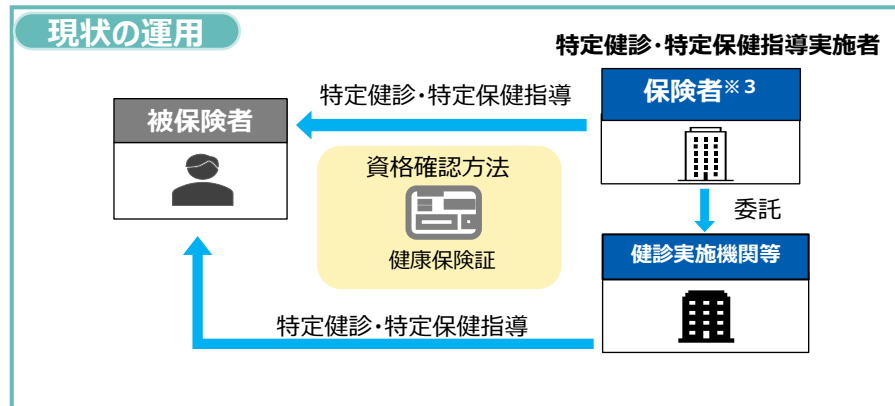 現状の運用
特定健診・特定保健指導実施者
特定健診・特定保健指導
保険者※３
被保険者
資格確認方法
委託
健康保険証
健診実施機関等
特定健診・特定保健指導